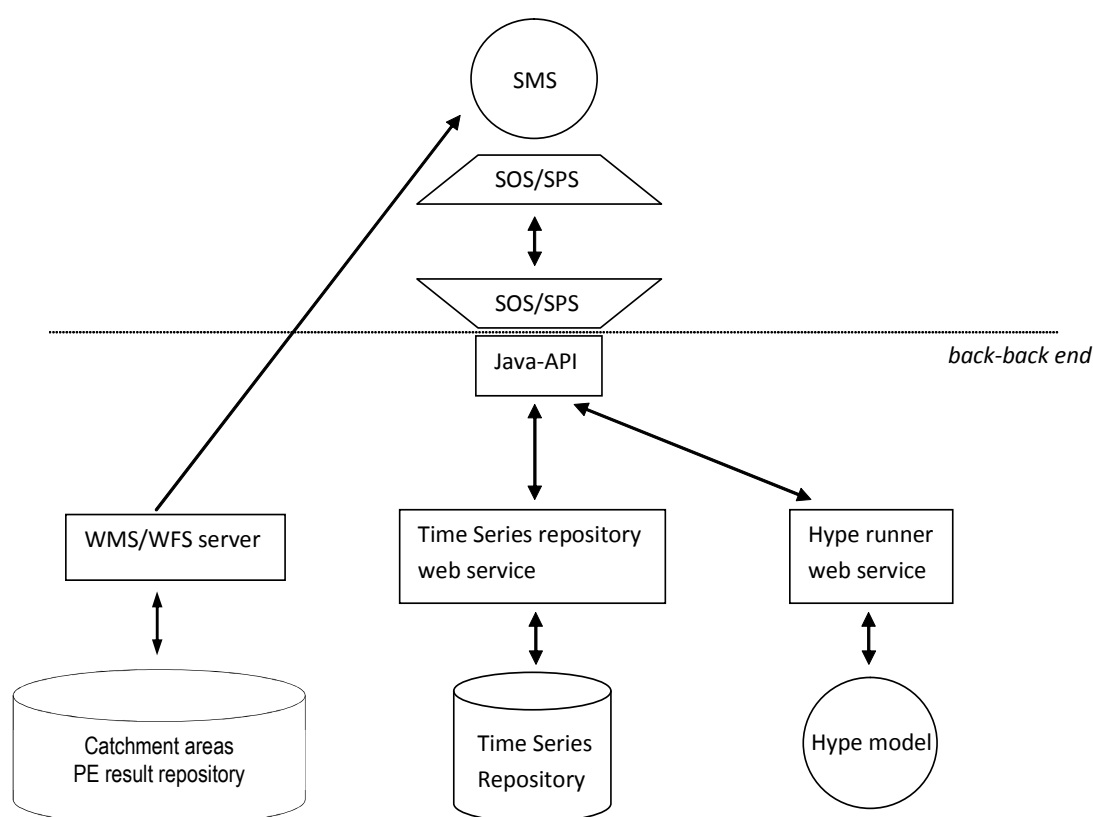 SMS
SOS/SPS
SOS/SPS
Java-API
back-back end
WMS/WFS server
Time Series repository
web service
Hype runner
web service
Catchment areas
PE result repository
Time Series
Repository
Hype model